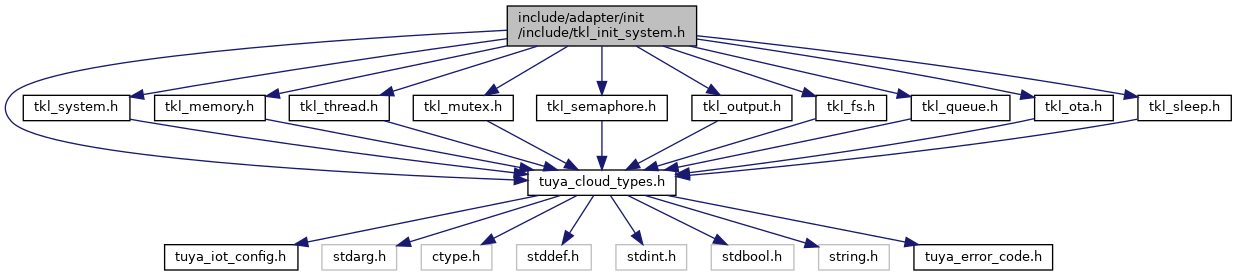 include/adapter/init
/include/tkl_init_system.h
tkl_system.h
tkl_memory.h
tkl_thread.h
tkl_mutex.h
tkl_semaphore.h
tkl_output.h
tkl_fs.h
tkl_queue.h
tkl_ota.h
tkl_sleep.h
tuya_cloud_types.h
tuya_iot_config.h
stdarg.h
ctype.h
stddef.h
stdint.h
stdbool.h
string.h
tuya_error_code.h